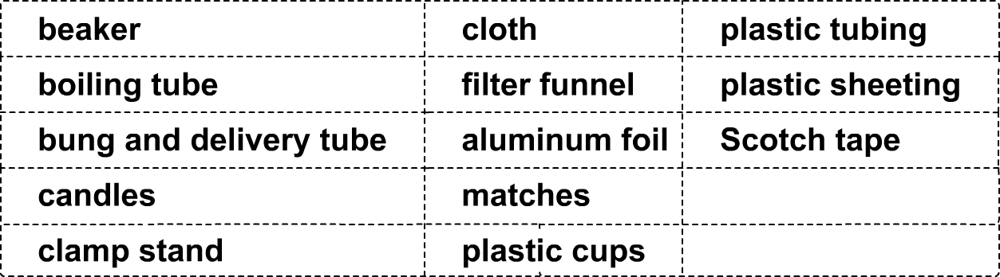 beaker cloth plastic tubing
boiling tube filter funnel plastic sheeting
bung and delivery tube aluminum foil Scotch tape
candles matches
clamp stand plastic cups